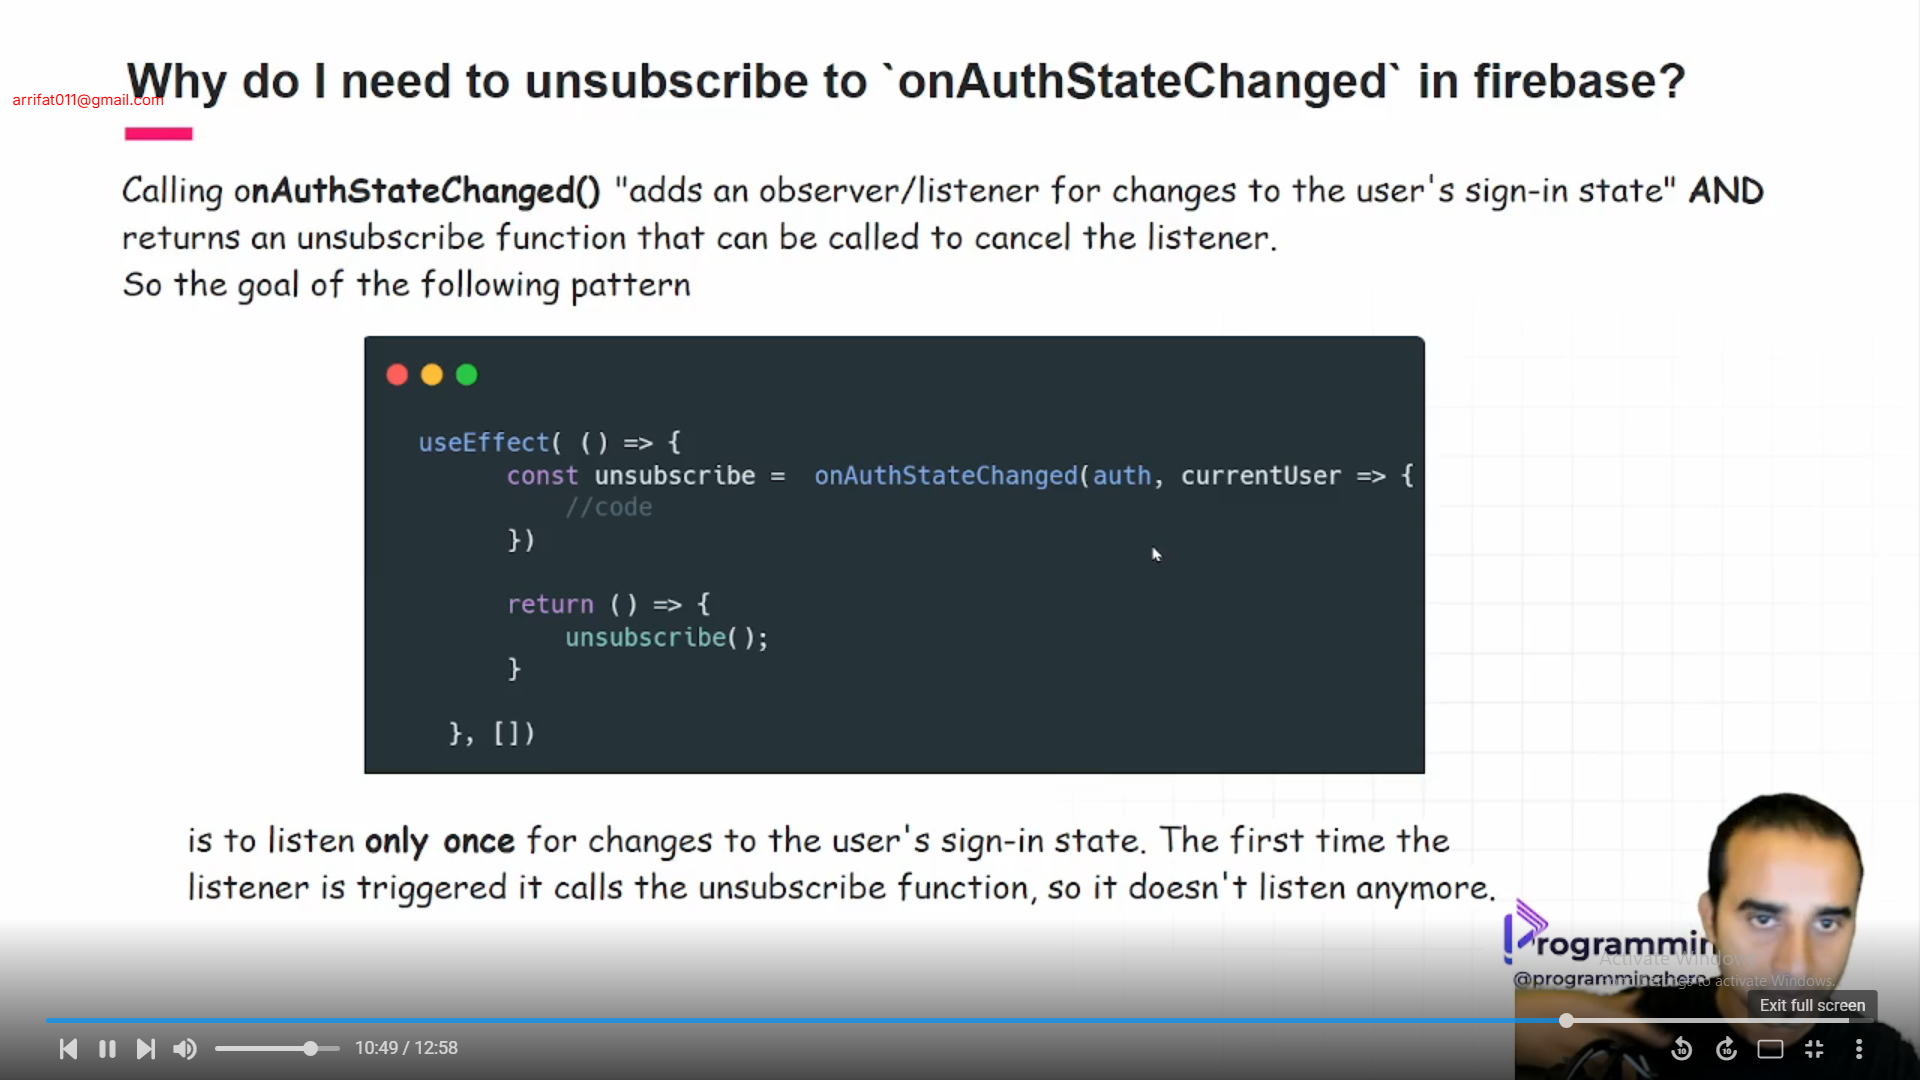 Why do I need to unsubscribe to `onAuthStateChanged` in firebase?
arrifat011@gmail.com
Calling onAuthStateChanged() "adds an observer/listener for changes to the user's sign-in state" AND
returns an unsubscribe function that can be called to cancel the listener.
So the goal of the following pattern
useEffect( () => {
const unsubscribe = onAuthStateChanged(auth, currentUser => {
//code
})
return () => {
unsubscribe();
}
}, [])
is to listen only once for changes to the user's sign-in state. The first time the
listener is triggered it calls the unsubscribe function, so it doesn't listen anymore.
Programmin
Activate Windows
@programminghero
to activate Windows.
Exit full screen
10:49 / 12:58
10
10